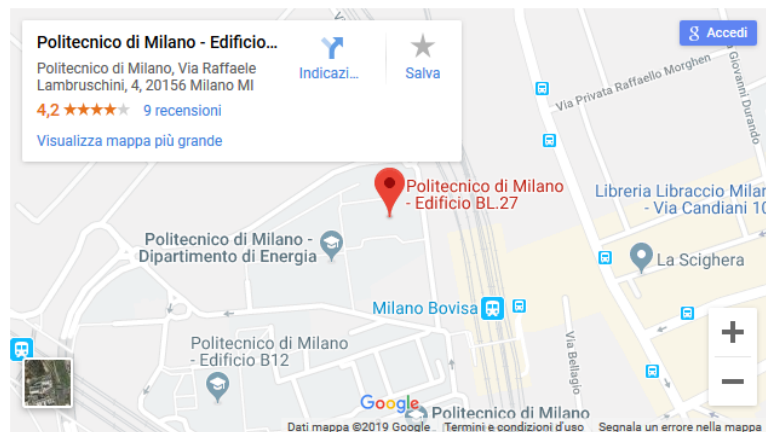 Politecnico di Milano - Edificio...
Politecnico di Milano, Via Raffaele
Lambruschini, 4, 20156 Milano MI
4,2 9 recensioni
Visualizza mappa più grande
Indicazi...
Salva
Accedi
Via Privata Raffaello Morghen
Giovanni Durando
Politecnico di Milano
- Edificio BL.27
Libreria Libraccio Milan
- Via Candiani 10
Politecnico di Milano -
Dipartimento di Energia
La Scighera
Milano Bovisa
Politecnico di Milano
- Edificio B12
Via Bellagio
+
−
Google
Politecnico di Milano
Dati mappa ©2019 Google Termini e condizioni d'uso Segnala un errore nella mappa